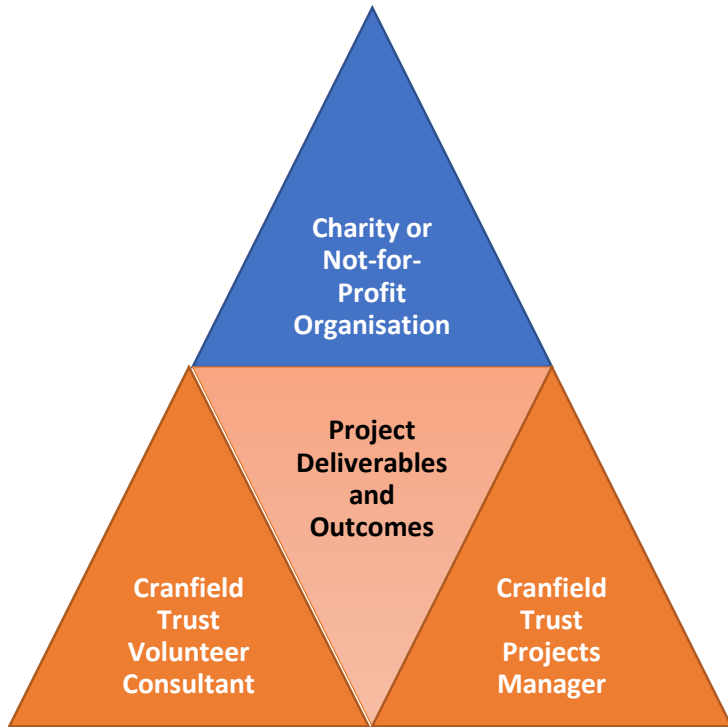 Charity or
Not-for-
Profit
Organisation
Project
Deliverables
and
Outcomes
Cranfield
Trust
Volunteer
Consultant
Cranfield
Trust
Projects
Manager